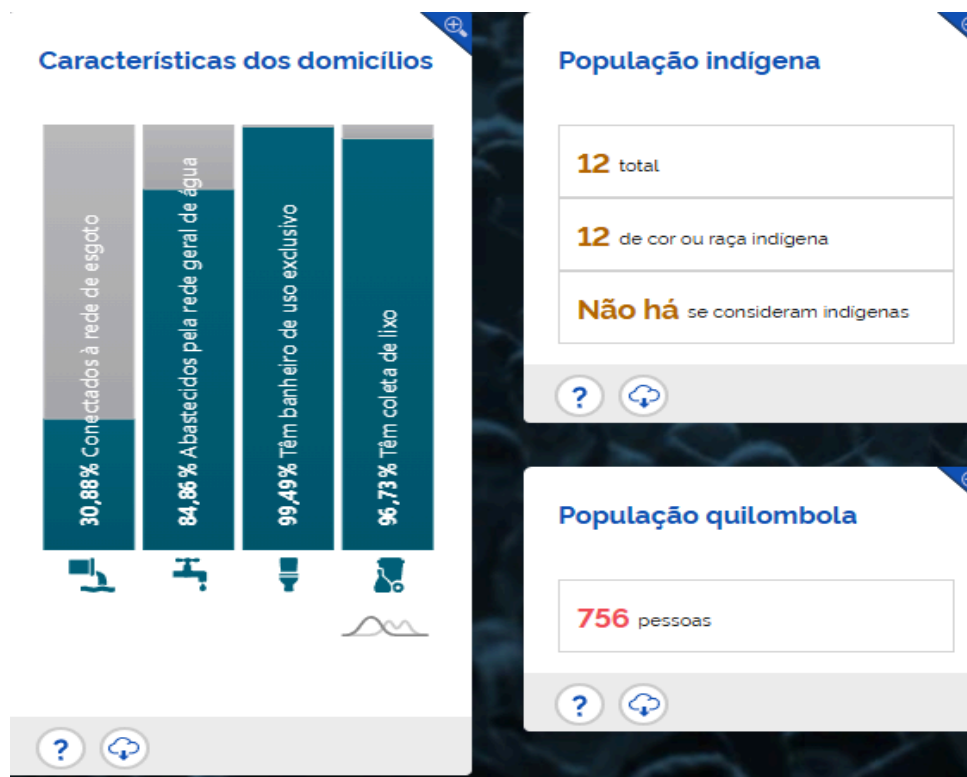 Características dos domicílios
30,88% Conectados à rede de esgoto
84,86% Abastecidos pela rede geral de água
99,49% Têm banheiro de uso exclusivo
96,73% Têm coleta de lixo
?
População indígena
12 total
12 de cor ou raça indígena
Não há se consideram indígenas
?
População quilombola
756 pessoas
?